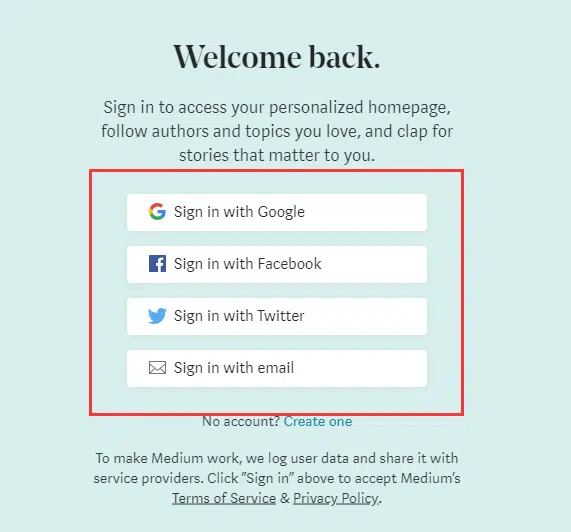 Welcome back.
Sign in to access your personalized homepage,
follow authors and topics you love, and clap for
stories that matter to you.
Sign in with Google
Sign in with Facebook
Sign in with Twitter
Sign in with email
No account? Create one
To make Medium work, we log user data and share it with
service providers. Click "Sign in" above to accept Medium's
Terms of Service & Privacy Policy.